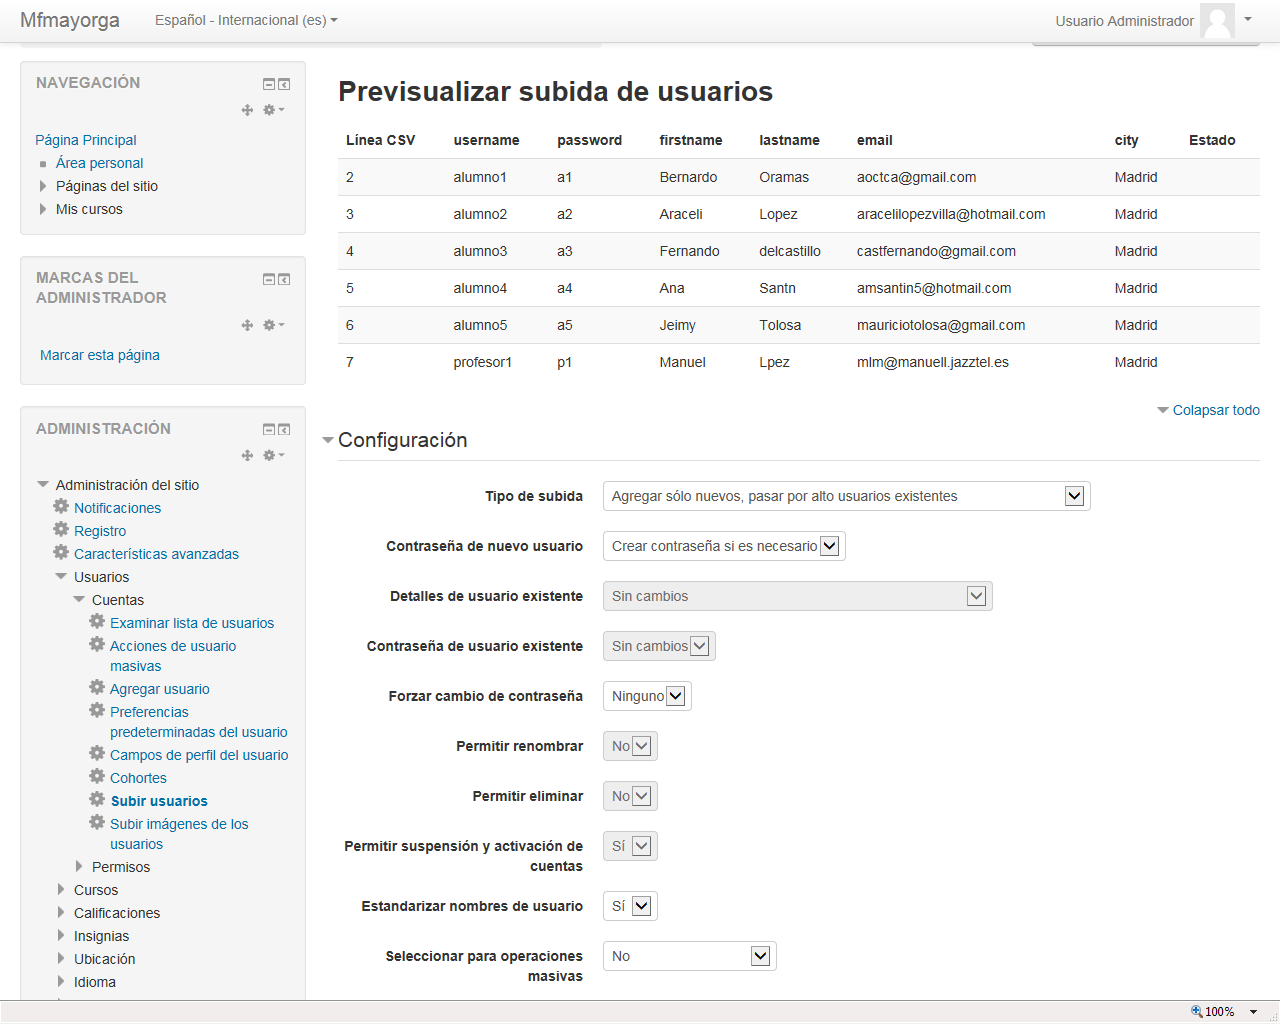 Mfmayorga
Español - Internacional (es)
Usuario Administrador
NAVEGACIÓN
Página Principal
Área personal
Páginas del sitio
Mis cursos
MARCAS DEL
ADMINISTRADOR
Marcar esta página
ADMINISTRACIÓN
Administración del sitio
Notificaciones
Registro
Características avanzadas
Usuarios
Cuentas
Examinar lista de usuarios
Acciones de usuario
masivas
Agregar usuario
Preferencias
predeterminadas del usuario
Campos de perfil del usuario
Cohortes
Subir usuarios
Subir imágenes de los
usuarios
Permisos
Cursos
Calificaciones
Insignias
Ubicación
Idioma
Previsualizar subida de usuarios
Línea CSV username password firstname lastname email city Estado
2 alumno1 a1 Bernardo Oramas aoctca@gmail.com Madrid
3 alumno2 a2 Araceli Lopez aracelilopezvilla@hotmail.com Madrid
4 alumno3 a3 Fernando delcastillo castfernando@gmail.com Madrid
5 alumno4 a4 Ana Santn amsantin5@hotmail.com Madrid
6 alumno5 a5 Jeimy Tolosa mauriciotolosa@gmail.com Madrid
7 profesor1 p1 Manuel Lpez mlm@manuell.jazztel.es Madrid
Colapsar todo
Configuración
Tipo de subida Agregar sólo nuevos, pasar por alto usuarios existentes
Contraseña de nuevo usuario Crear contraseña si es necesario
Detalles de usuario existente Sin cambios
Contraseña de usuario existente Sin cambios
Forzar cambio de contraseña Ninguno
Permitir renombrar No
Permitir eliminar No
Permitir suspensión y activación de Sí
cuentas
Estandarizar nombres de usuario Sí
Seleccionar para operaciones No
masivas
100%